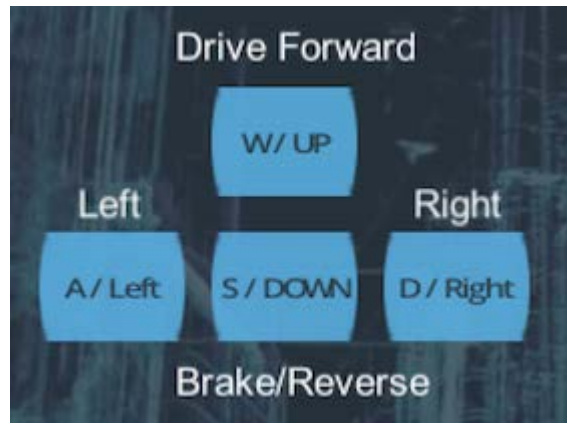 Drive Forward
W/ UP
Left
Right
A / Left
S / DOWN
D / Right
Brake/Reverse